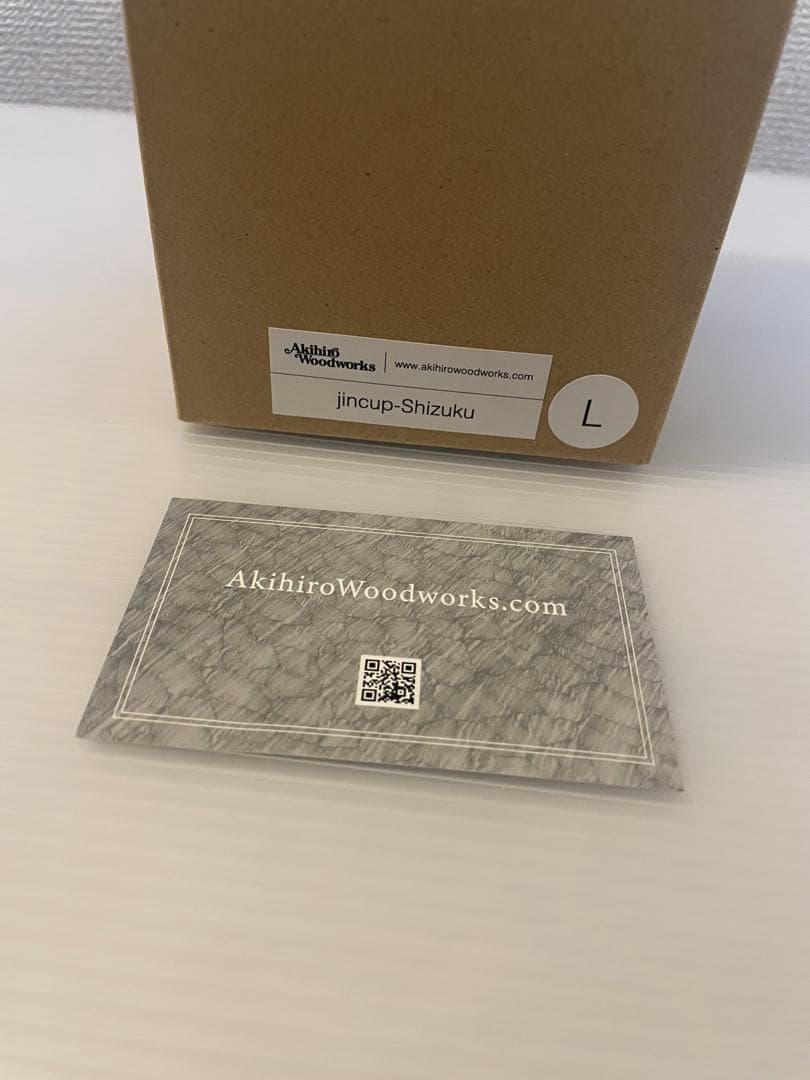 Akihiro
Woodworks
www.akihirowoodworks.com
jincup-Shizuku
L
AkihiroWoodworks.com